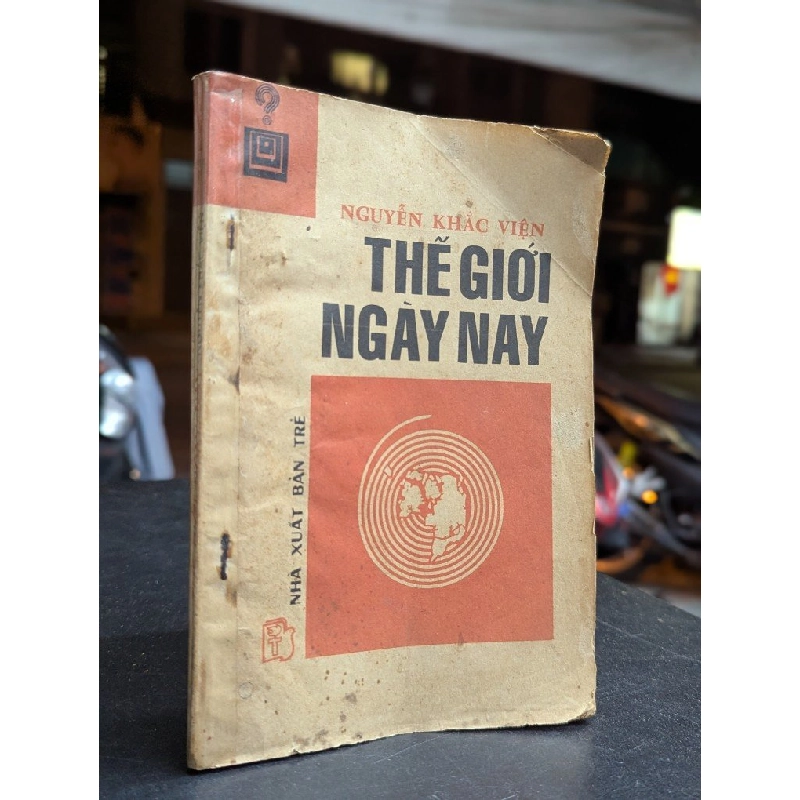 ?
NGUYỄN KHẮC VIỆN
THẾ GIỚI
NGÀY NAY
NHÀ XUẤT BẢN TRẺ
T